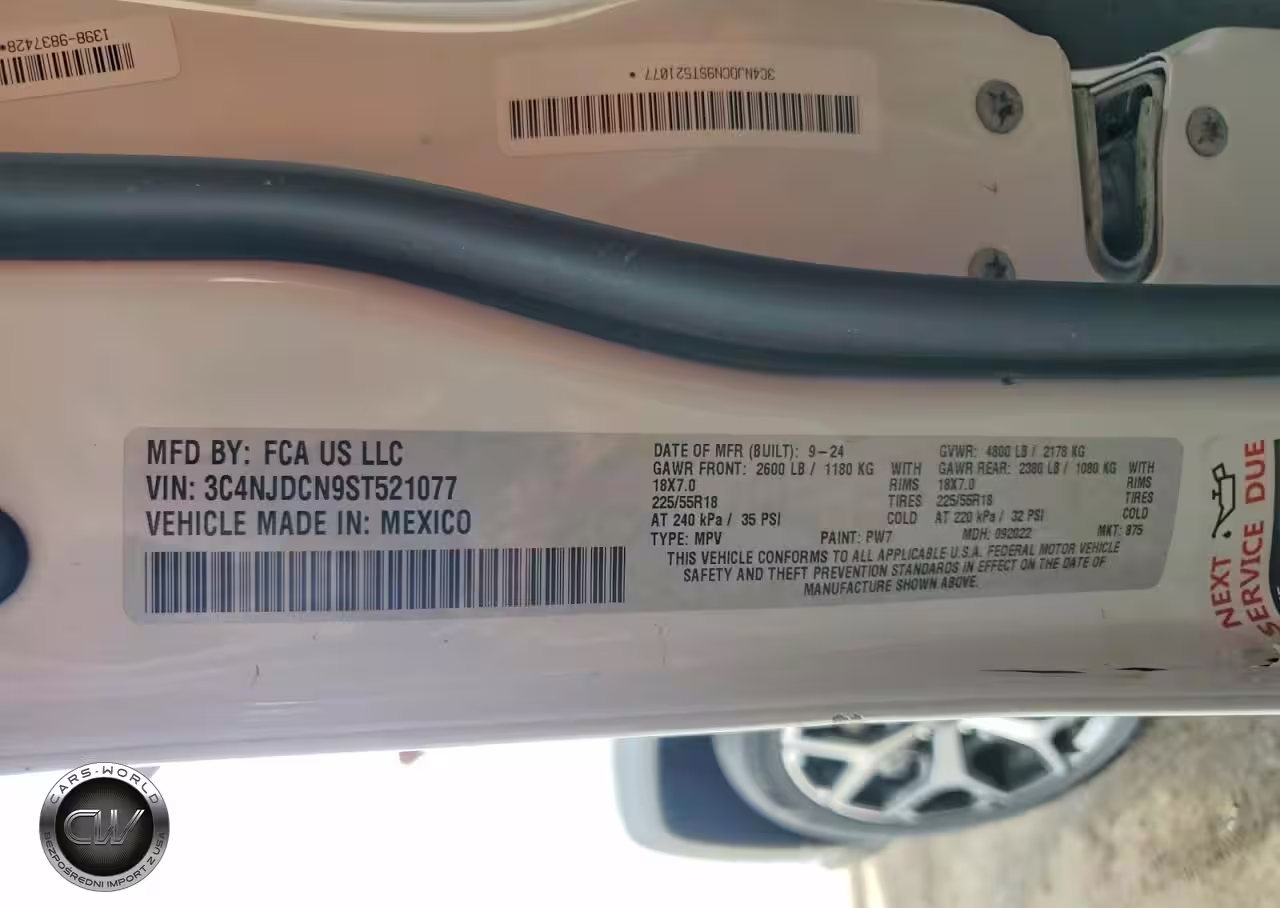 1398-9837428*
3C4NJDCN9ST521077 *
MFD BY: FCA US LLC
VIN: 3C4NJDCN9ST521077
VEHICLE MADE IN: MEXICO
DATE OF MFR (BUILT): 9-24 GVWR: 4800 LB / 2178 KG
GAWR FRONT: 2600 LB / 1180 KG WITH GAWR REAR: 2380 LB / 1080 KG WITH
18X7.0 RIMS 18X7.0 RIMS
225/55R18 TIRES 225/55R18 TIRES
AT 240 kPa / 35 PSI COLD AT 220 kPa / 32 PSI COLD
TYPE: MPV PAINT: PW7 MDH: 092022 MKT: 875
THIS VEHICLE CONFORMS TO ALL APPLICABLE U.S.A. FEDERAL MOTOR VEHICLE
SAFETY AND THEFT PREVENTION STANDARDS IN EFFECT ON THE DATE OF
MANUFACTURE SHOWN ABOVE.
NEXT
SERVICE DUE
CARS-WORLD
CW
BEZPOŚREDNI IMPORT Z USA